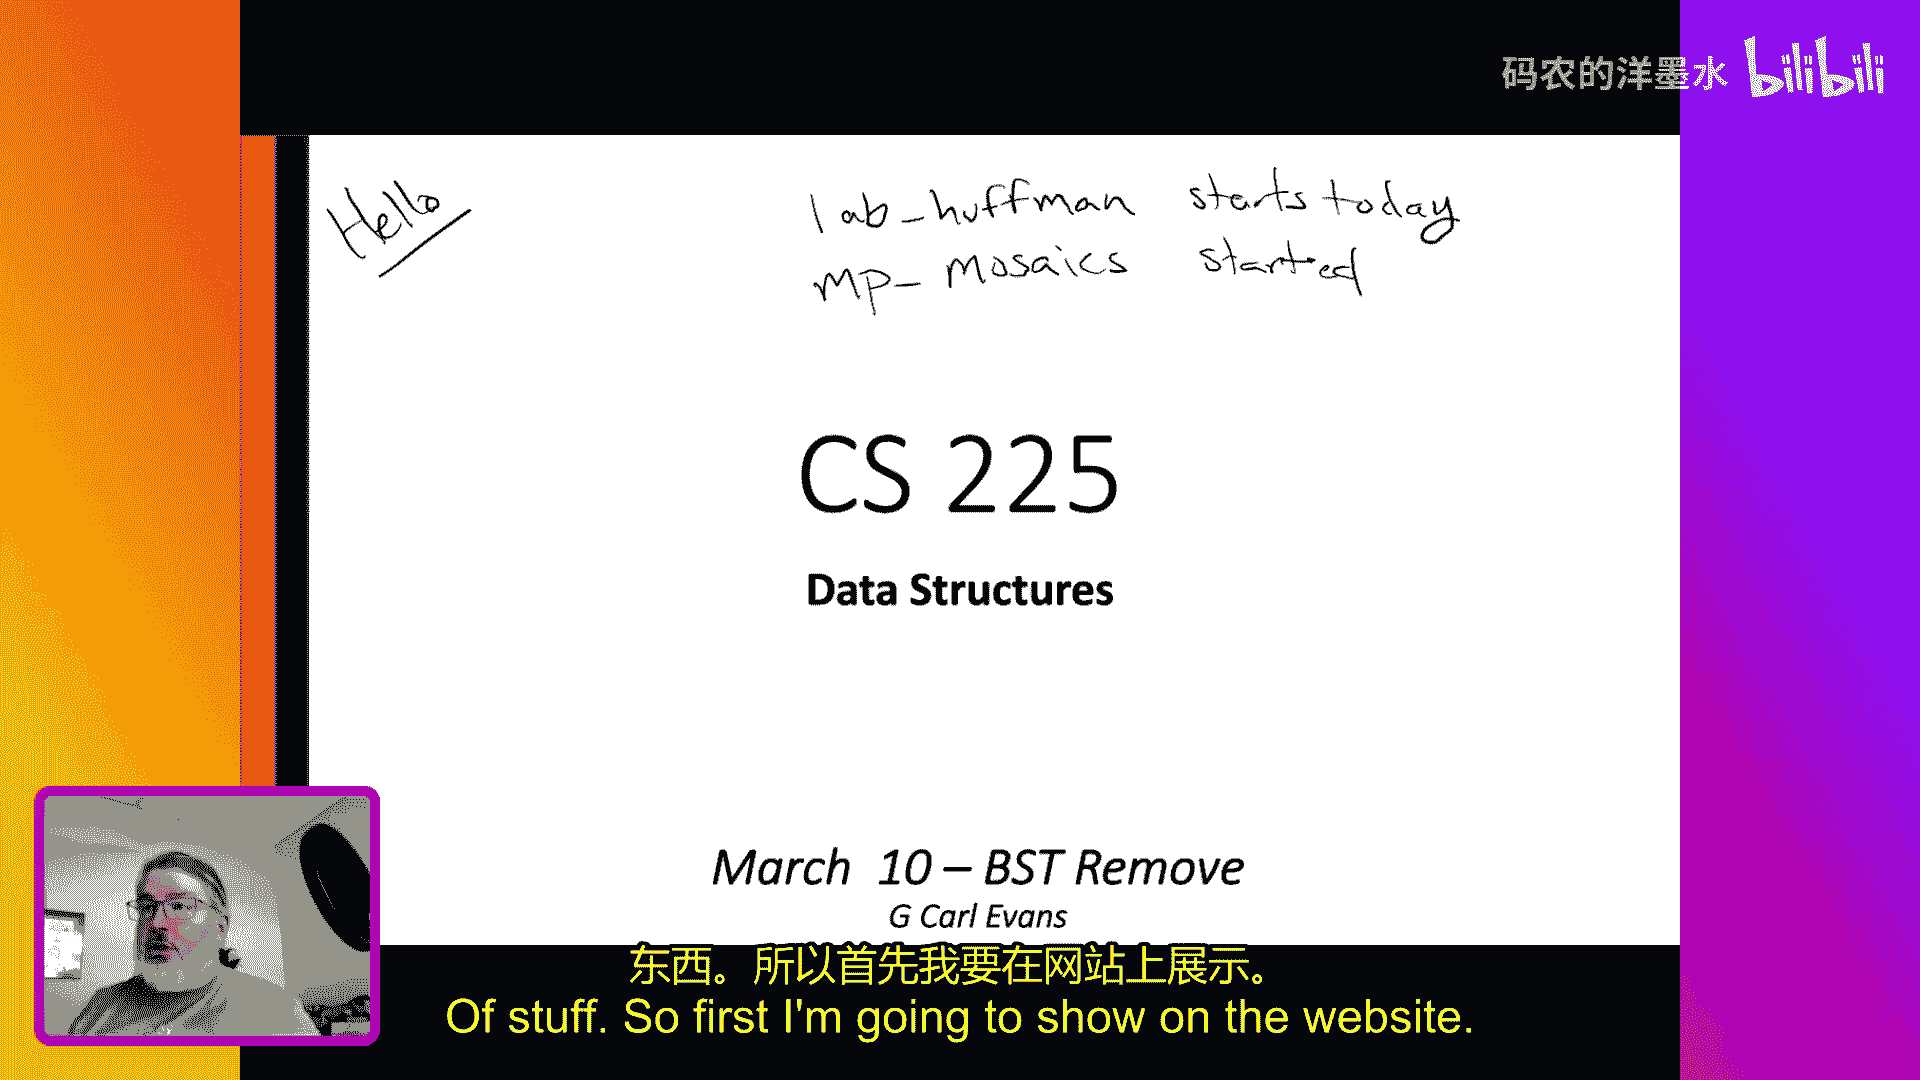 码农的洋墨水 bilibili
Hello
lab_huffman starts today
mp_mosaics started
CS 225
Data Structures
March 10 – BST Remove
G Carl Evans
东西。所以首先我要在网站上展示。
Of stuff. So first I'm going to show on the website.